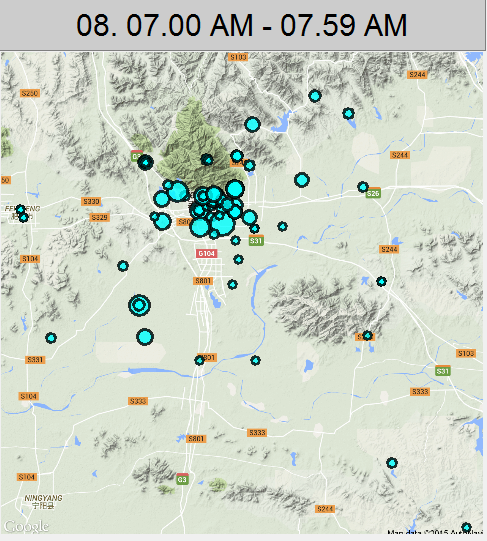 08. 07.00 AM - 07.59 AM
S103
S244
S250
S244
S26
S330
S329
S31
S244
S104
G104
S801
S331
S103
S31
S104
S333
S333
S801
S333
S104
G3
NINGYANG
宁阳县
S244
Google
Map data ©2015 AutoNavi